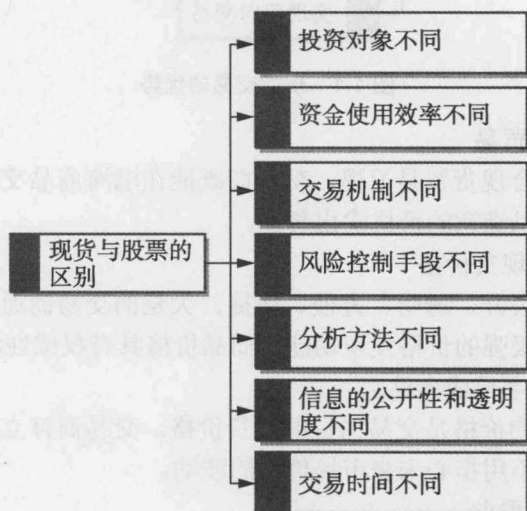 投资对象不同
资金使用效率不同
交易机制不同
现货与股票的
区别
风险控制手段不同
分析方法不同
信息的公开性和透明
度不同
交易时间不同